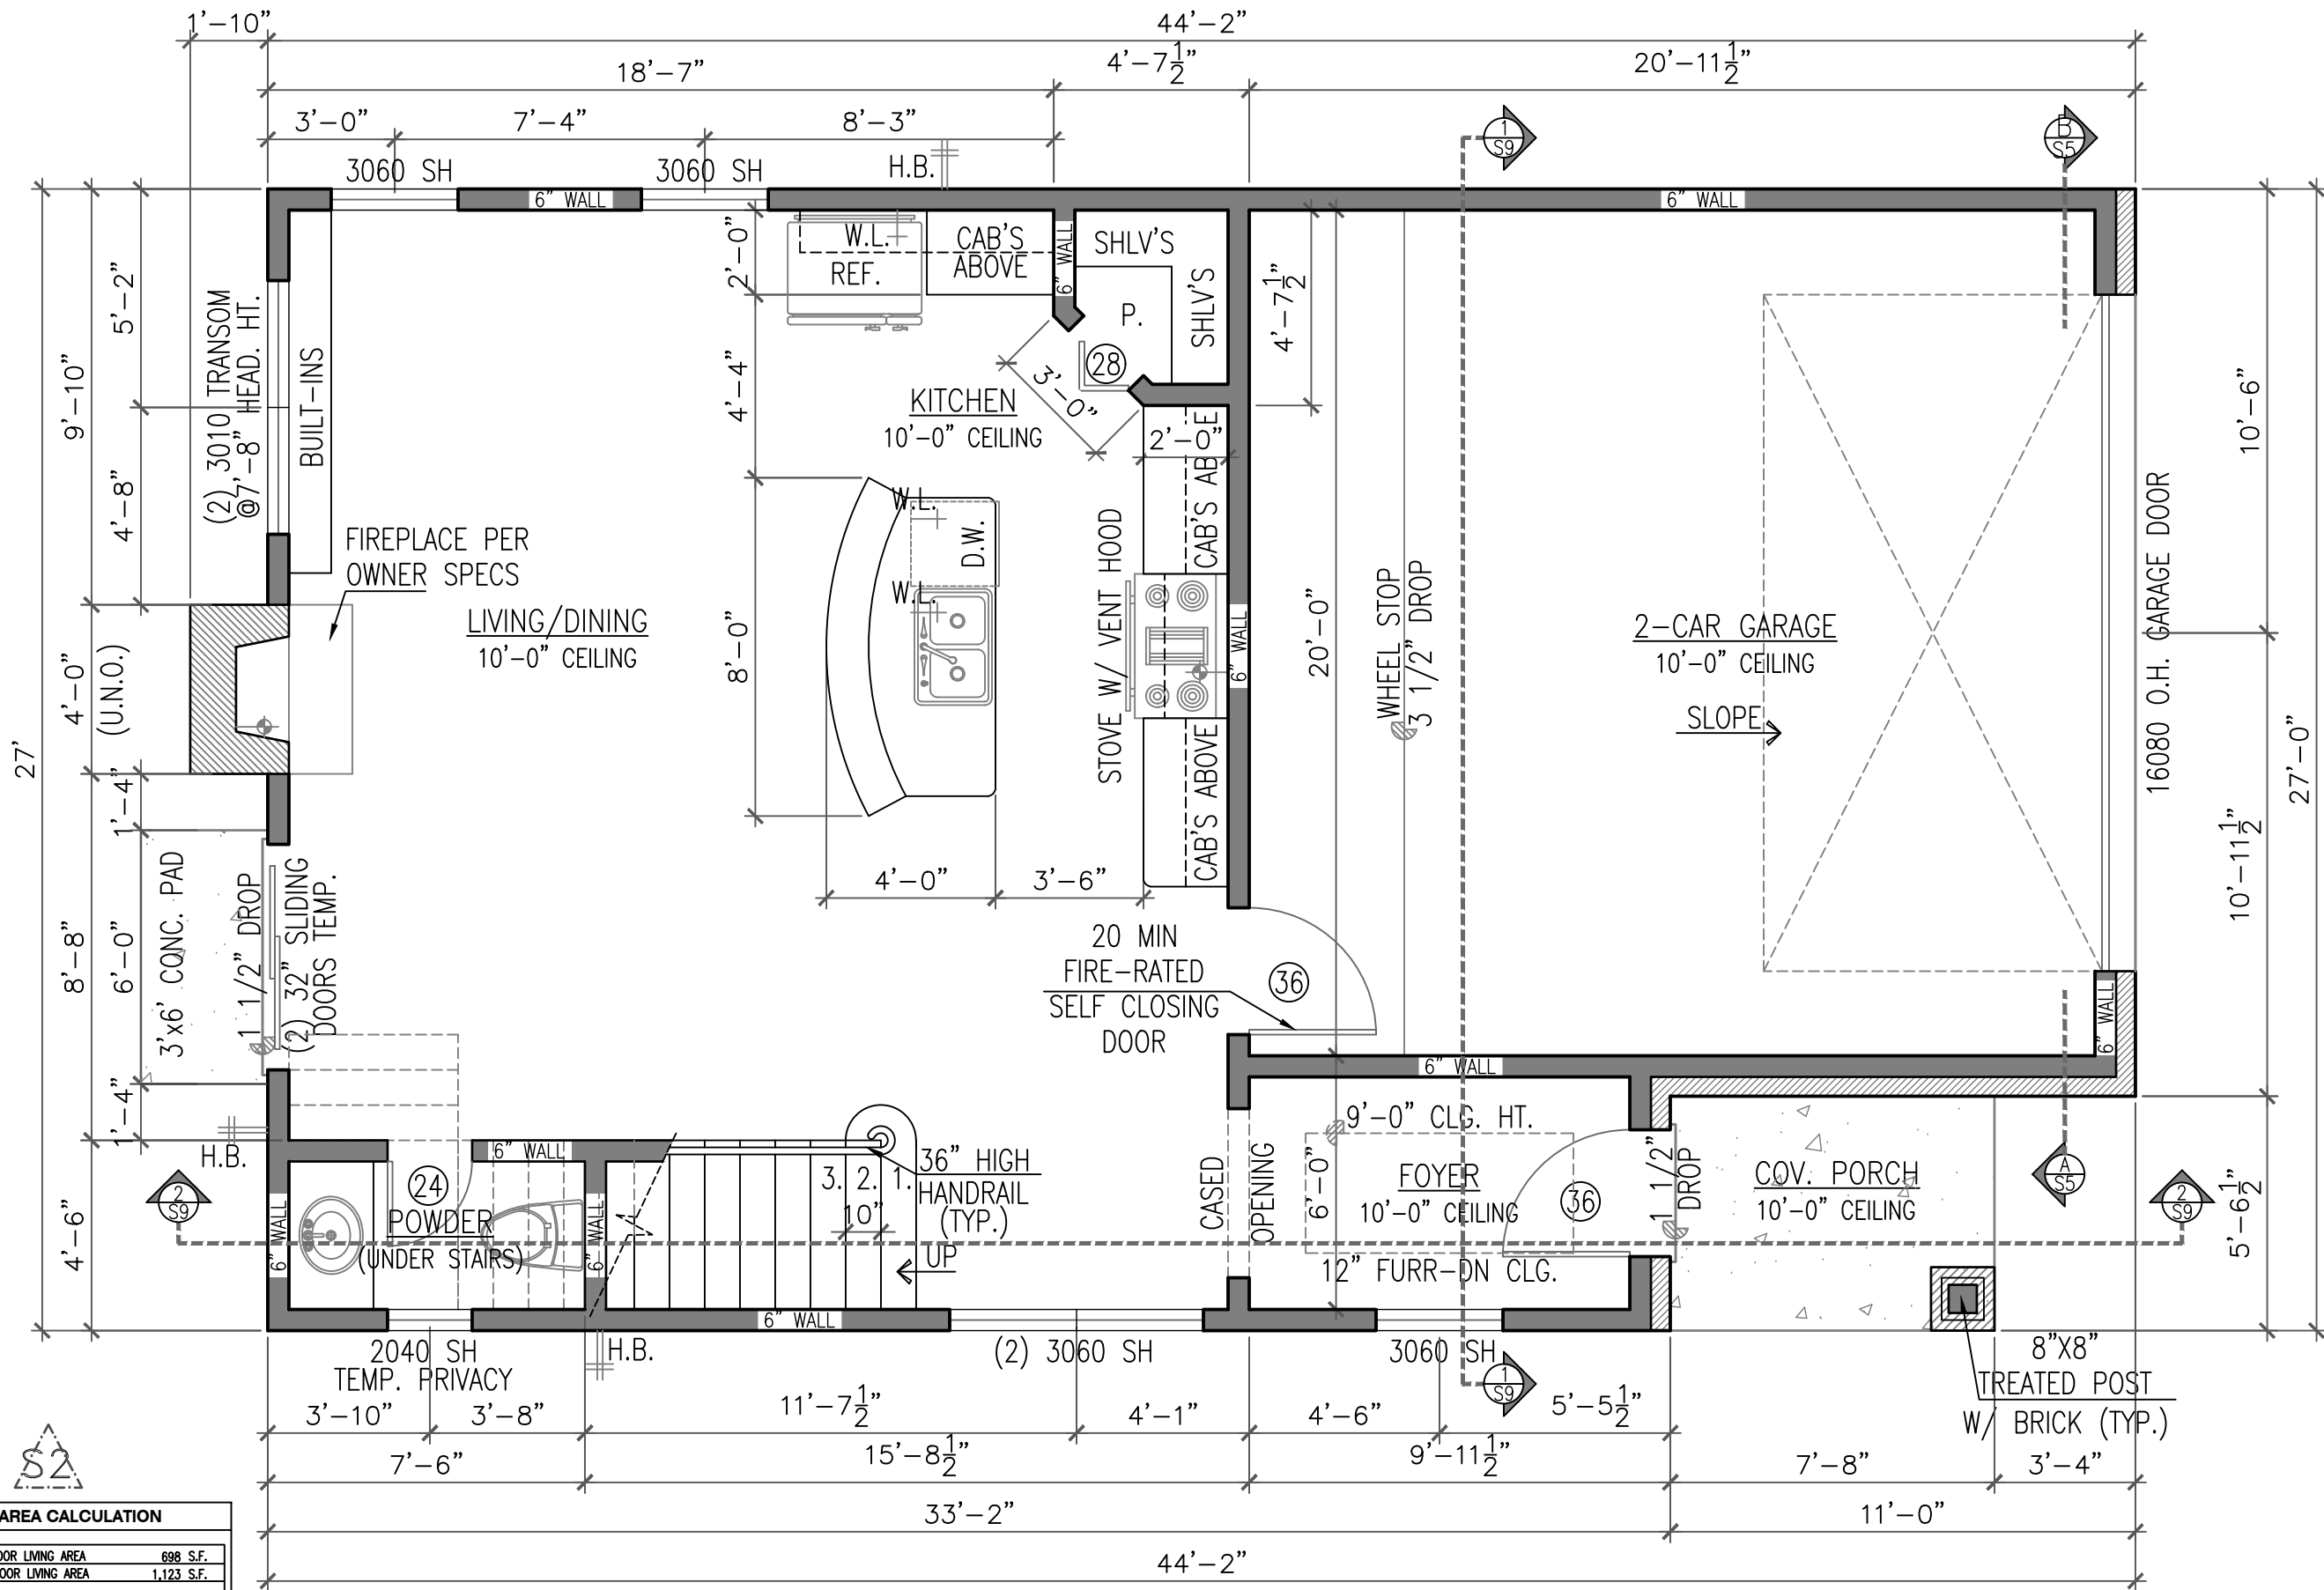 1'-10" 44'-2"
18'-7" 4'-7 1/2" 20'-11 1/2"
3'-0" 7'-4" 8'-3"
3060 SH 3060 SH H.B.
1
S9
B
S5
6" WALL 6" WALL
W.L.
REF.
CAB'S
ABOVE
6" WALL
SHLV'S
SHLV'S
P.
28
3'-0"
2'-0"
4'-4"
8'-0"
4'-7 1/2"
KITCHEN
10'-0" CEILING
2'-0"
27'
9'-10"
4'-0"
(U.N.O.)
8'-8"
4'-6"
5'-2"
4'-8"
1'-4"
6'-0"
1'-4"
(2) 3010 TRANSOM
@7'-8" HEAD. HT.
BUILT-INS
FIREPLACE PER
OWNER SPECS
LIVING/DINING
10'-0" CEILING
W.L.
D.W.
W.L.
STOVE W/ VENT HOOD
CAB'S AB E
CAB'S ABOVE
6" WALL
4'-0" 3'-6"
20'-0"
WHEEL STOP
3 1/2" DROP
2-CAR GARAGE
10'-0" CEILING
SLOPE
16080 O.H. GARAGE DOOR
10'-6"
10'-11 1/2"
27'-0"
5'-6 1/2"
3'x6' CONC. PAD
1 1/2" DROP
(2) 32" SLIDING
DOORS TEMP.
20 MIN
FIRE-RATED
SELF CLOSING
DOOR
36
6" WALL
6" WALL
H.B.
2
S9
6" WALL
24
6" WALL
POWDER
(UNDER STAIRS)
6" WALL
3. 2. 1.
10"
36" HIGH
HANDRAIL
(TYP.)
UP
CASED
OPENING
9'-0" CLG. HT.
6'-0"
FOYER
10'-0" CEILING
36
12" FURR-DN CLG.
1 1/2"
DROP
COV. PORCH
10'-0" CEILING
A
S5
2
S9
6" WALL
2040 SH
TEMP. PRIVACY
H.B.
(2) 3060 SH
3060 SH
1
S9
8"X8"
TREATED POST
W/ BRICK (TYP.)
3'-10" 3'-8" 11'-7 1/2" 4'-1" 4'-6" 5'-5 1/2"
7'-6" 15'-8 1/2" 9'-11 1/2" 7'-8" 3'-4"
33'-2" 11'-0"
44'-2"
S2
AREA CALCULATION
OOR LIVING AREA 698 S.F.
OOR LIVING AREA 1,123 S.F.